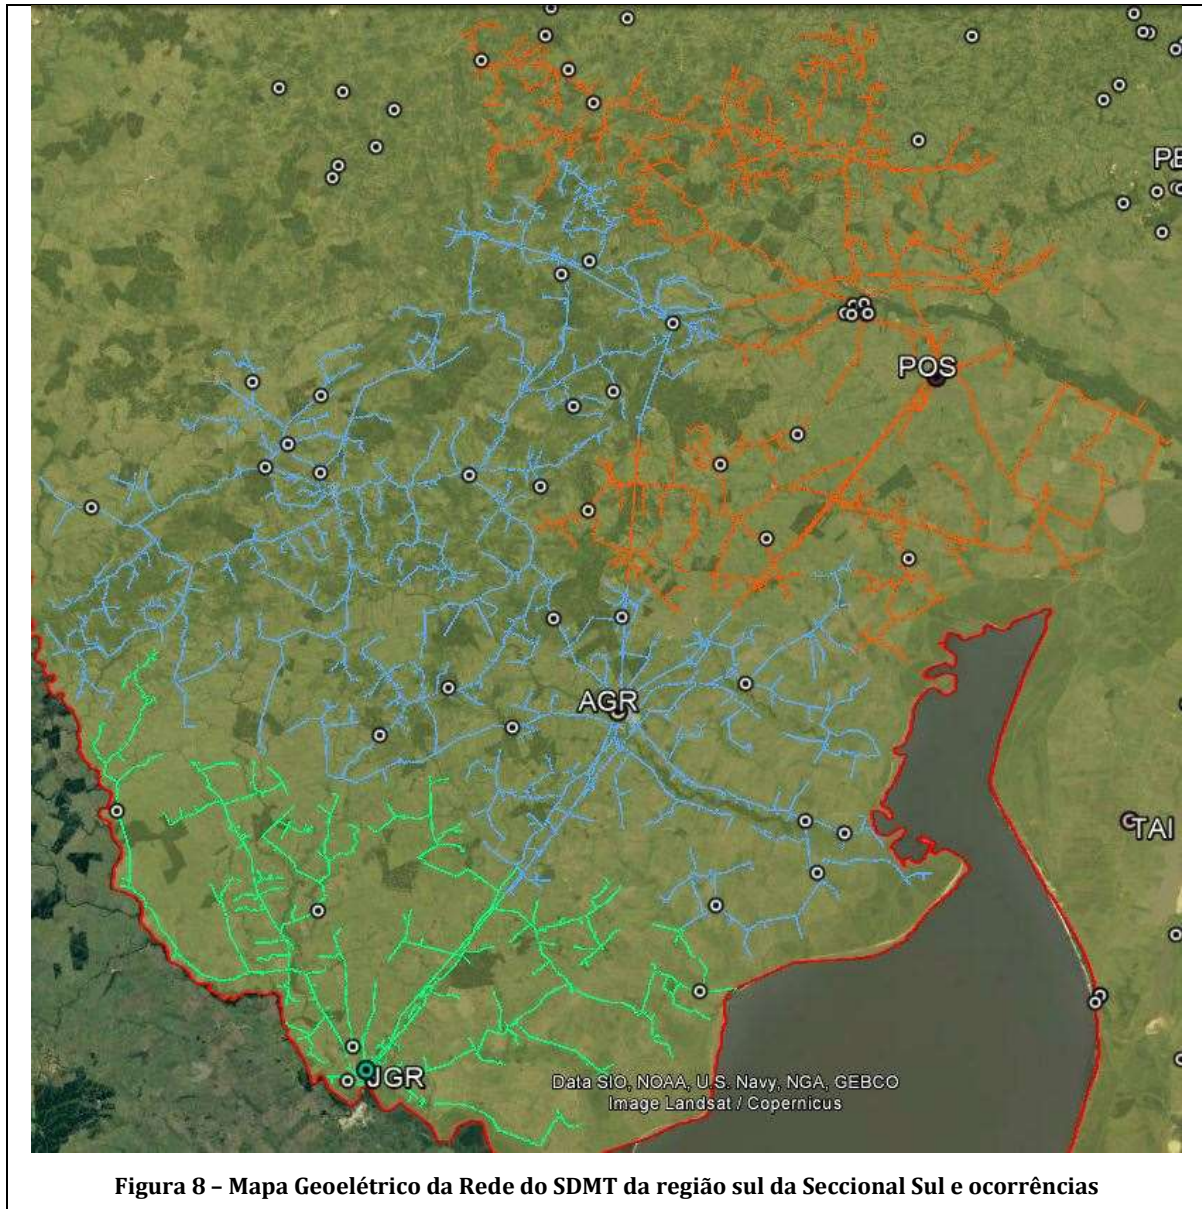 PE
POS
AGR
TAI
JGR
Data SIO, NOAA, U.S. Navy, NGA, GEBCO
Image Landsat / Copernicus
Figura 8 – Mapa Geoelétrico da Rede do SDMT da região sul da Seccional Sul e ocorrências